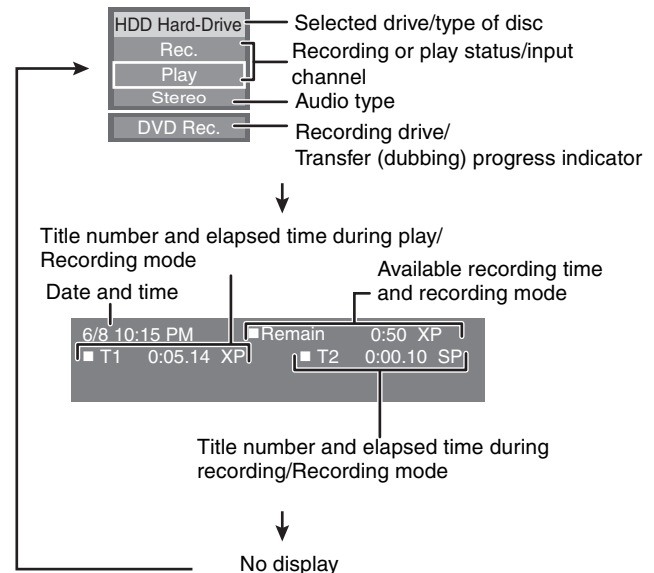 HDD Hard-Drive
Selected drive/type of disc
Rec.
Recording or play status/input
channel
Play
Stereo
Audio type
DVD Rec.
Recording drive/
Transfer (dubbing) progress indicator
Title number and elapsed time during play/
Recording mode
Available recording time
and recording mode
Date and time
6/8 10:15 PM
Remain 0:50 XP
T1 0:05.14 XP
T2 0:00.10 SP
Title number and elapsed time during
recording/Recording mode
No display